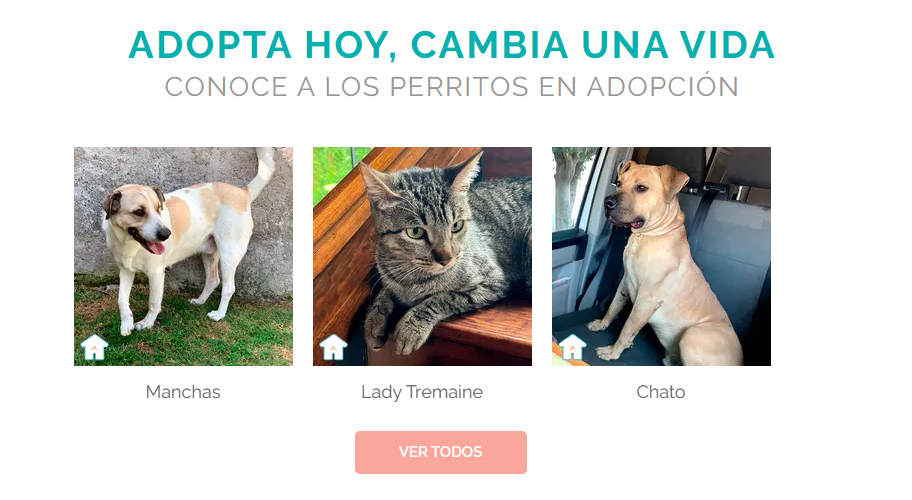 ADOPTA HOY, CAMBIA UNA VIDA
CONOCE A LOS PERRITOS EN ADOPCIÓN
Manchas
Lady Tremaine
Chato
VER TODOS